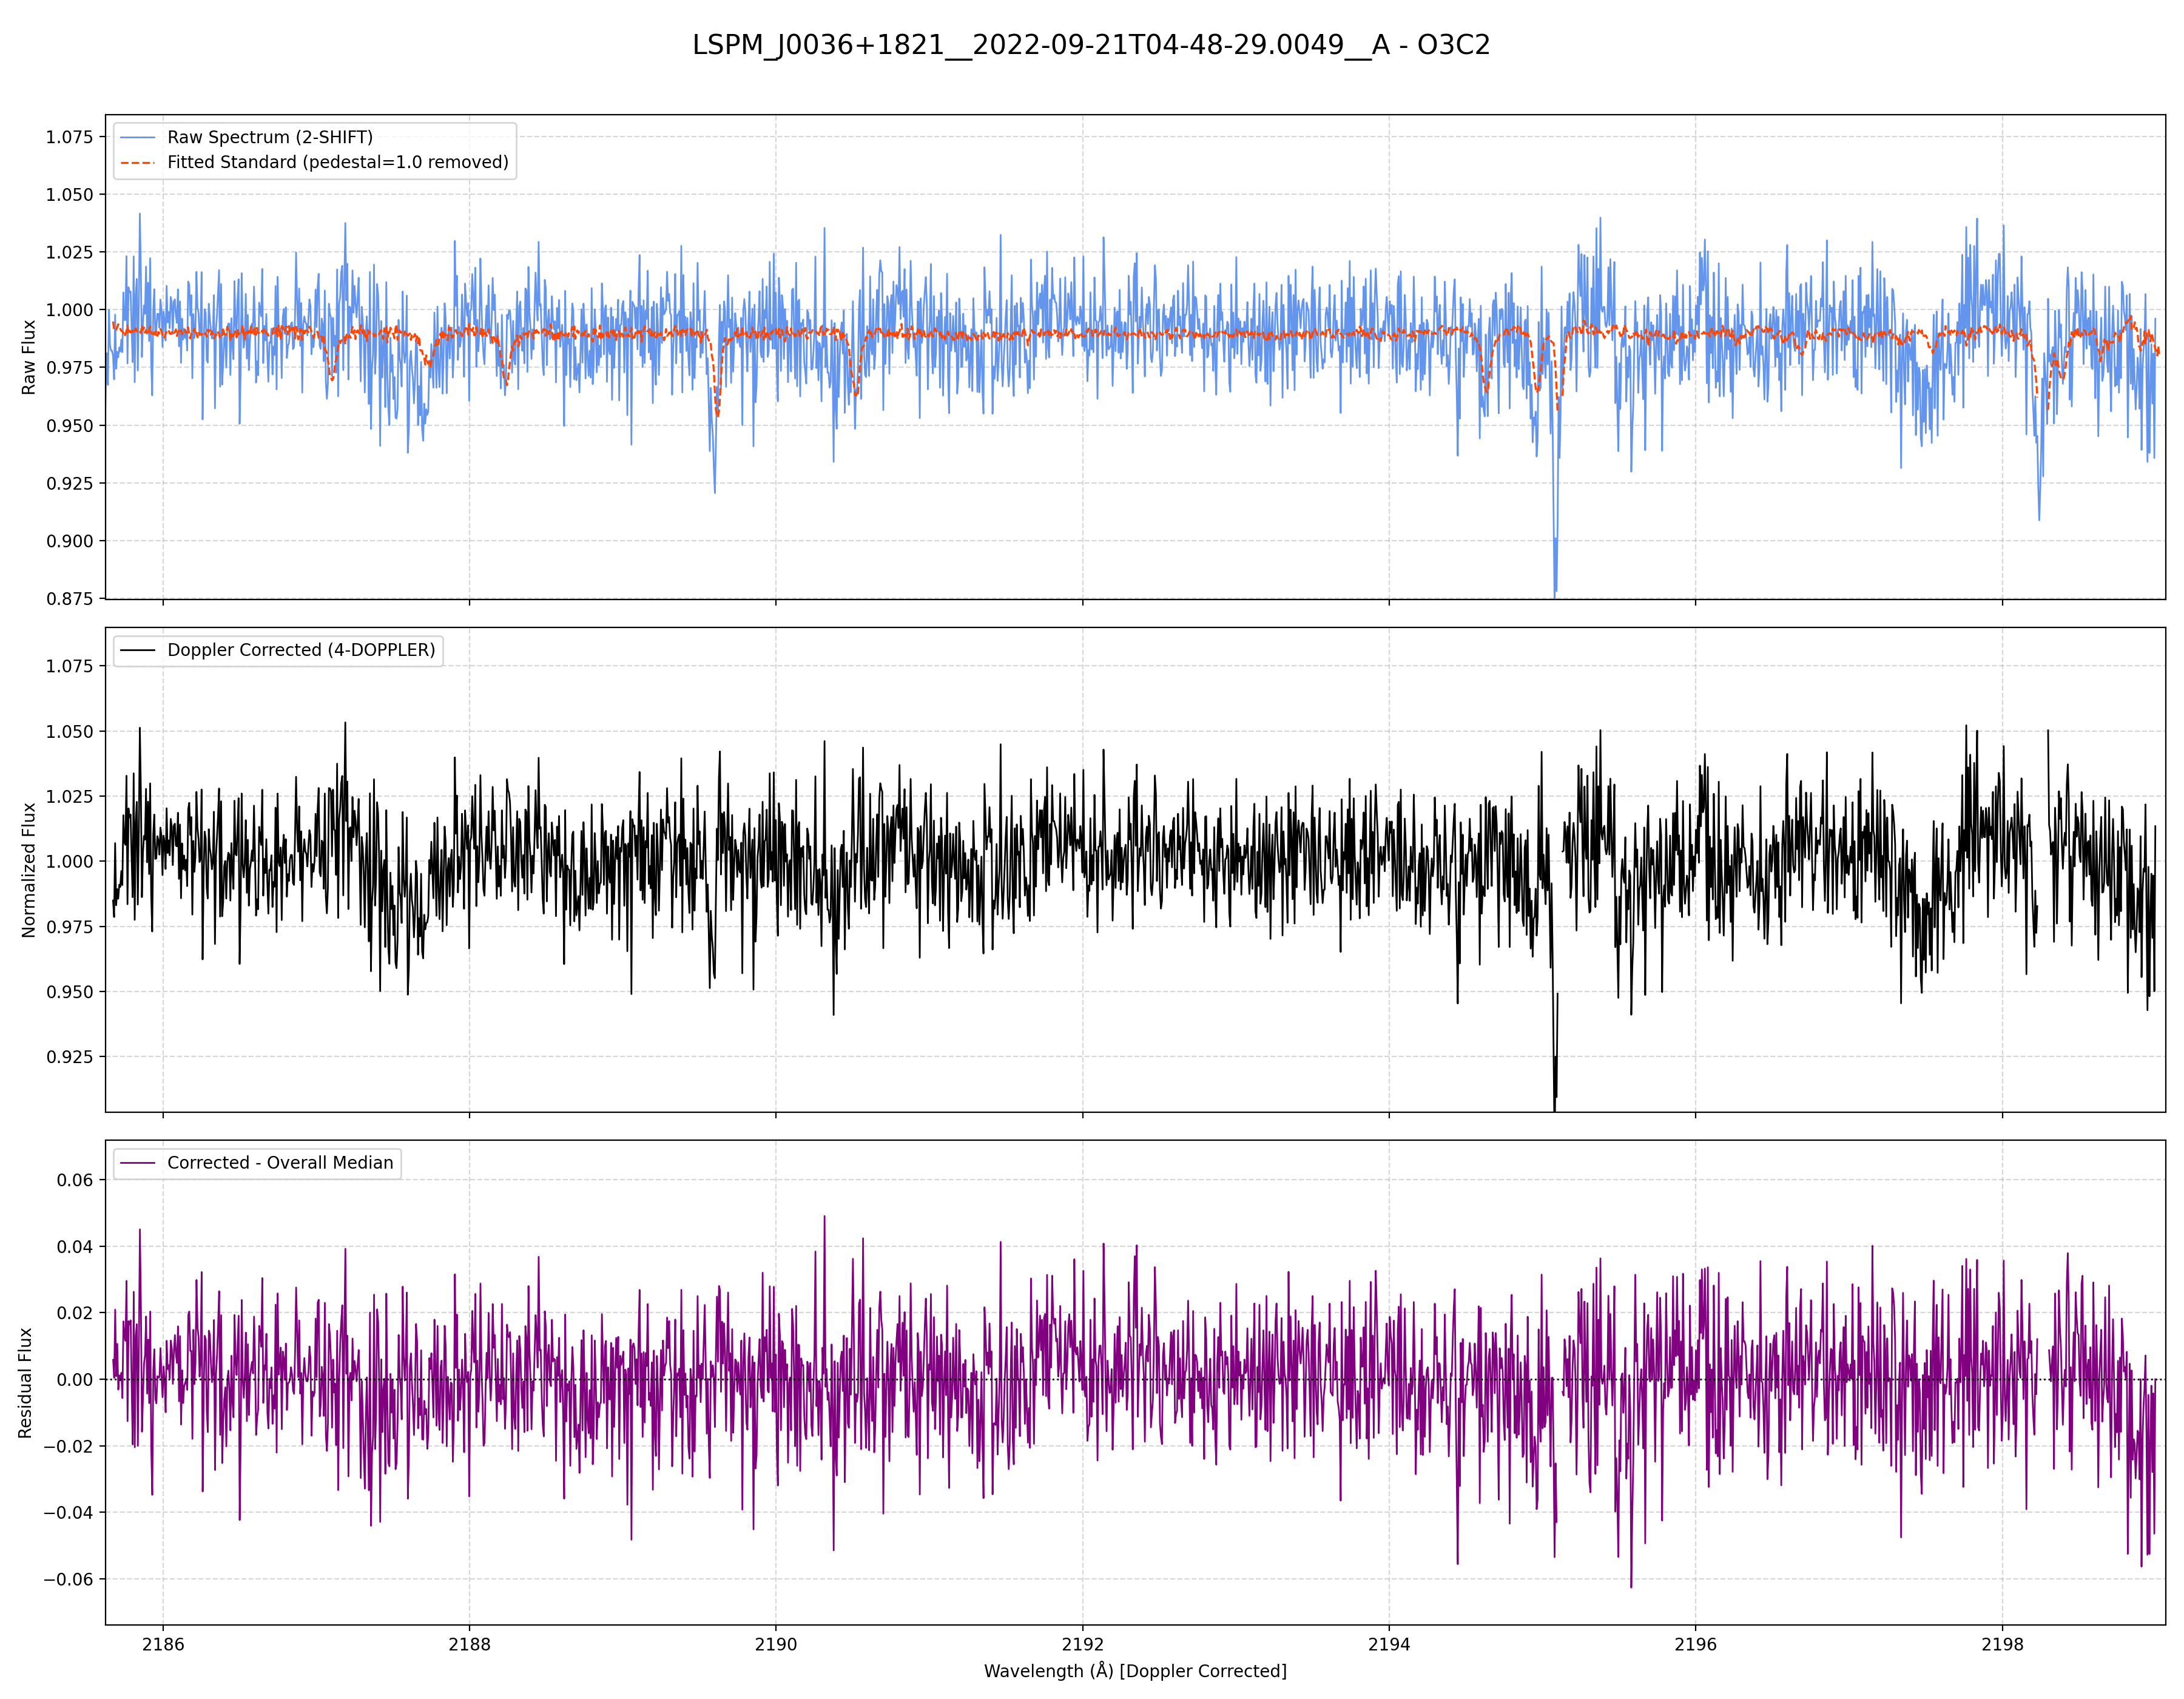 LSPM_J0036+1821__2022-09-21T04-48-29.0049__A - O3C2
Raw Spectrum (2-SHIFT)
Fitted Standard (pedestal=1.0 removed)
Raw Flux
1.075
1.050
1.025
1.000
0.975
0.950
0.925
0.900
0.875
Doppler Corrected (4-DOPPLER)
Normalized Flux
1.075
1.050
1.025
1.000
0.975
0.950
0.925
Corrected - Overall Median
Residual Flux
0.06
0.04
0.02
0.00
−0.02
−0.04
−0.06
2186 2188 2190 2192 2194 2196 2198
Wavelength (Å) [Doppler Corrected]